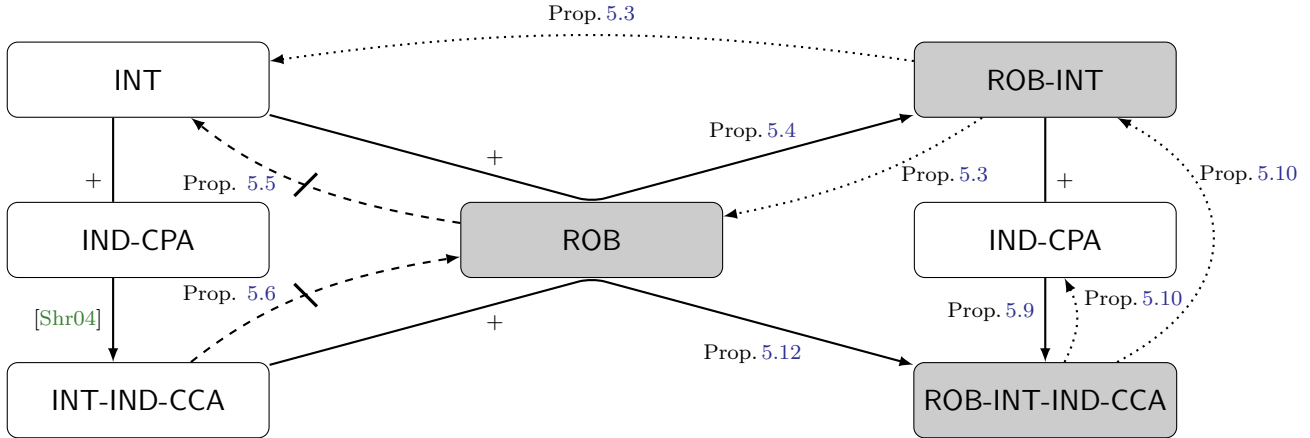 Prop. 5.3
INT
ROB-INT
+
Prop. 5.4
+
Prop. 5.5
Prop. 5.3
+
Prop. 5.10
IND-CPA
ROB
IND-CPA
[Shr04]
Prop. 5.6
+
Prop. 5.9
Prop. 5.10
Prop. 5.12
INT-IND-CCA
ROB-INT-IND-CCA